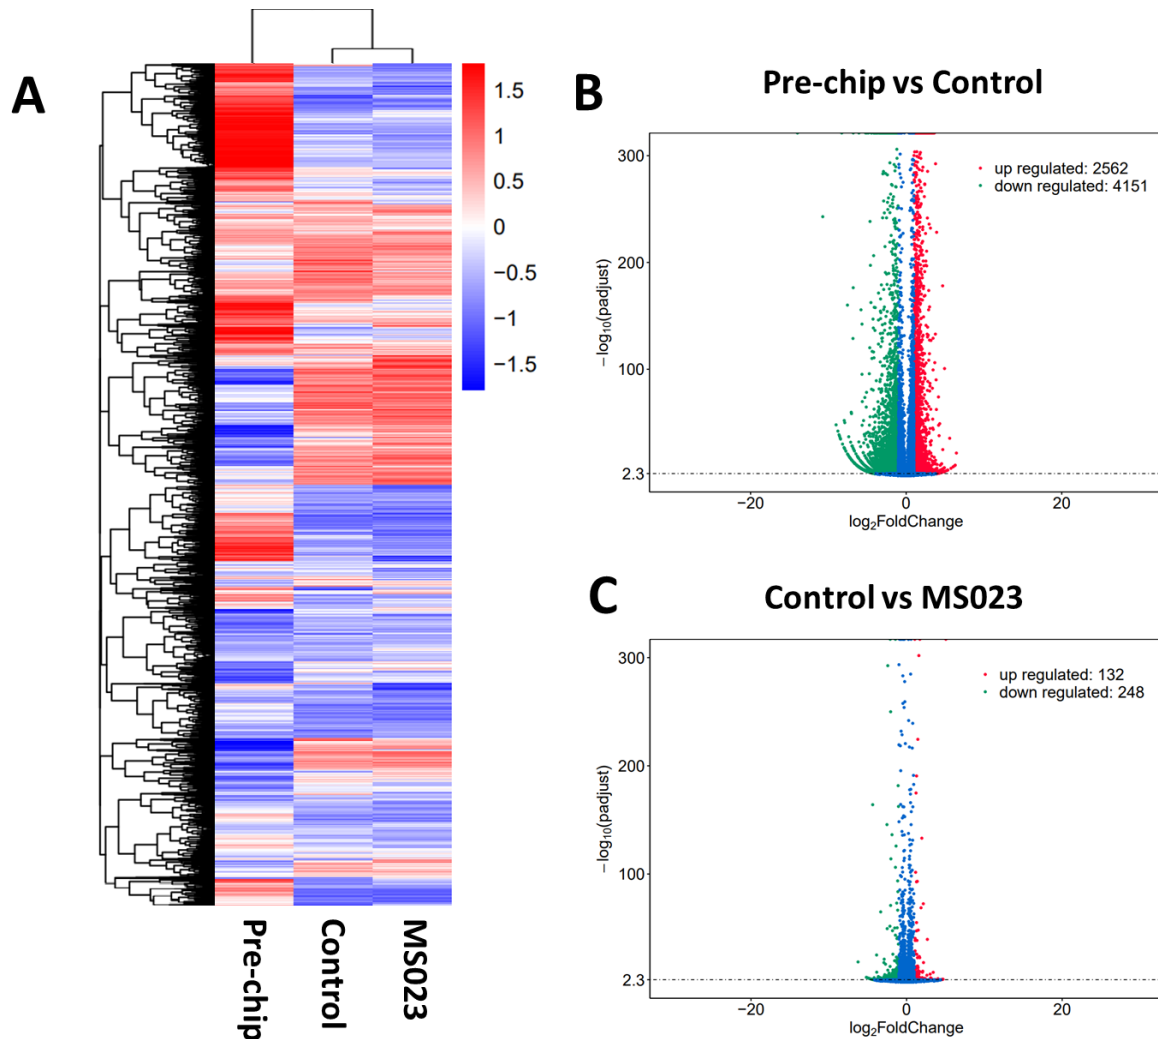 A
1.5
1
0.5
0
−0.5
−1
−1.5
Pre-chip
Control
MS023
B
Pre-chip vs Control
up regulated: 2562
down regulated: 4151
300
200
100
2.3
−log10(padjust)
−20
0
20
log2FoldChange
C
Control vs MS023
up regulated: 132
down regulated: 248
300
200
100
2.3
−log10(padjust)
−20
0
20
log2FoldChange